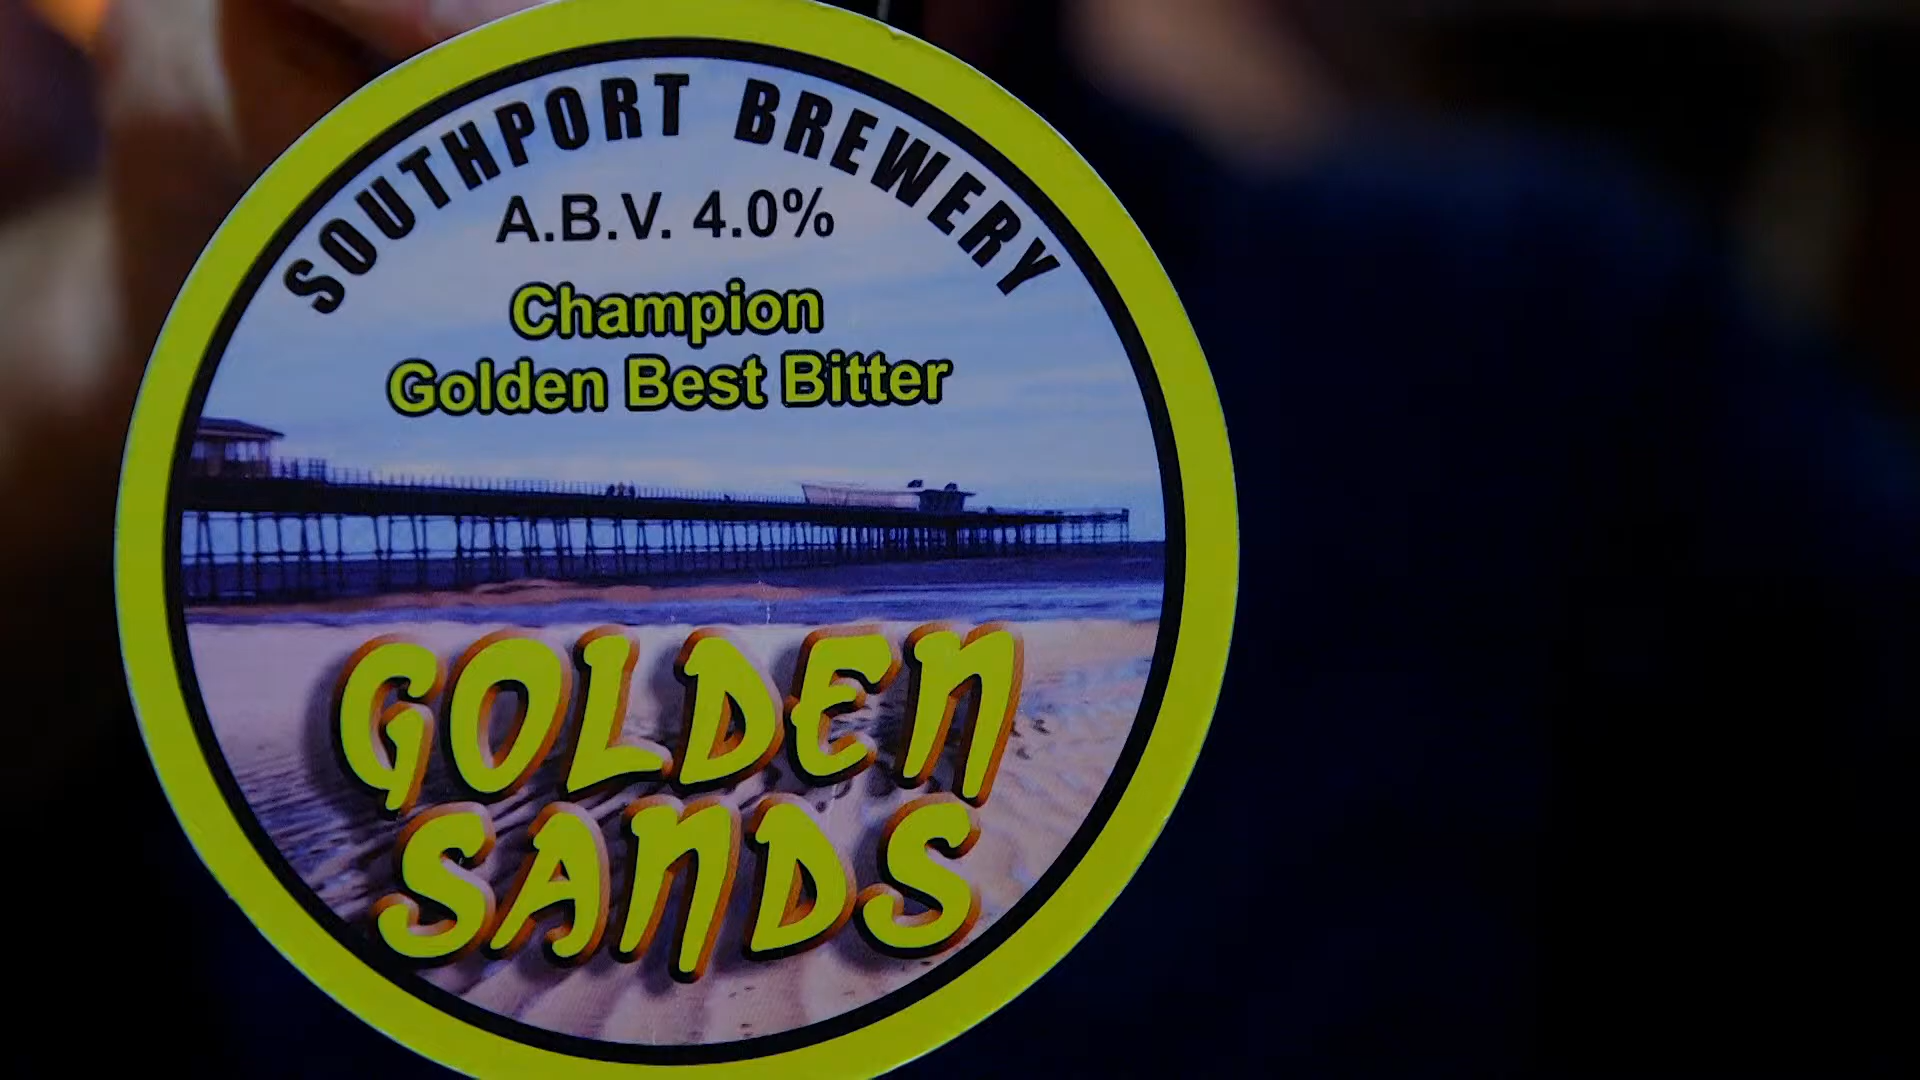 SOUTHPORT BREWERY
A.B.V. 4.0%
Champion
Golden Best Bitter
GOLDEN
SANDS